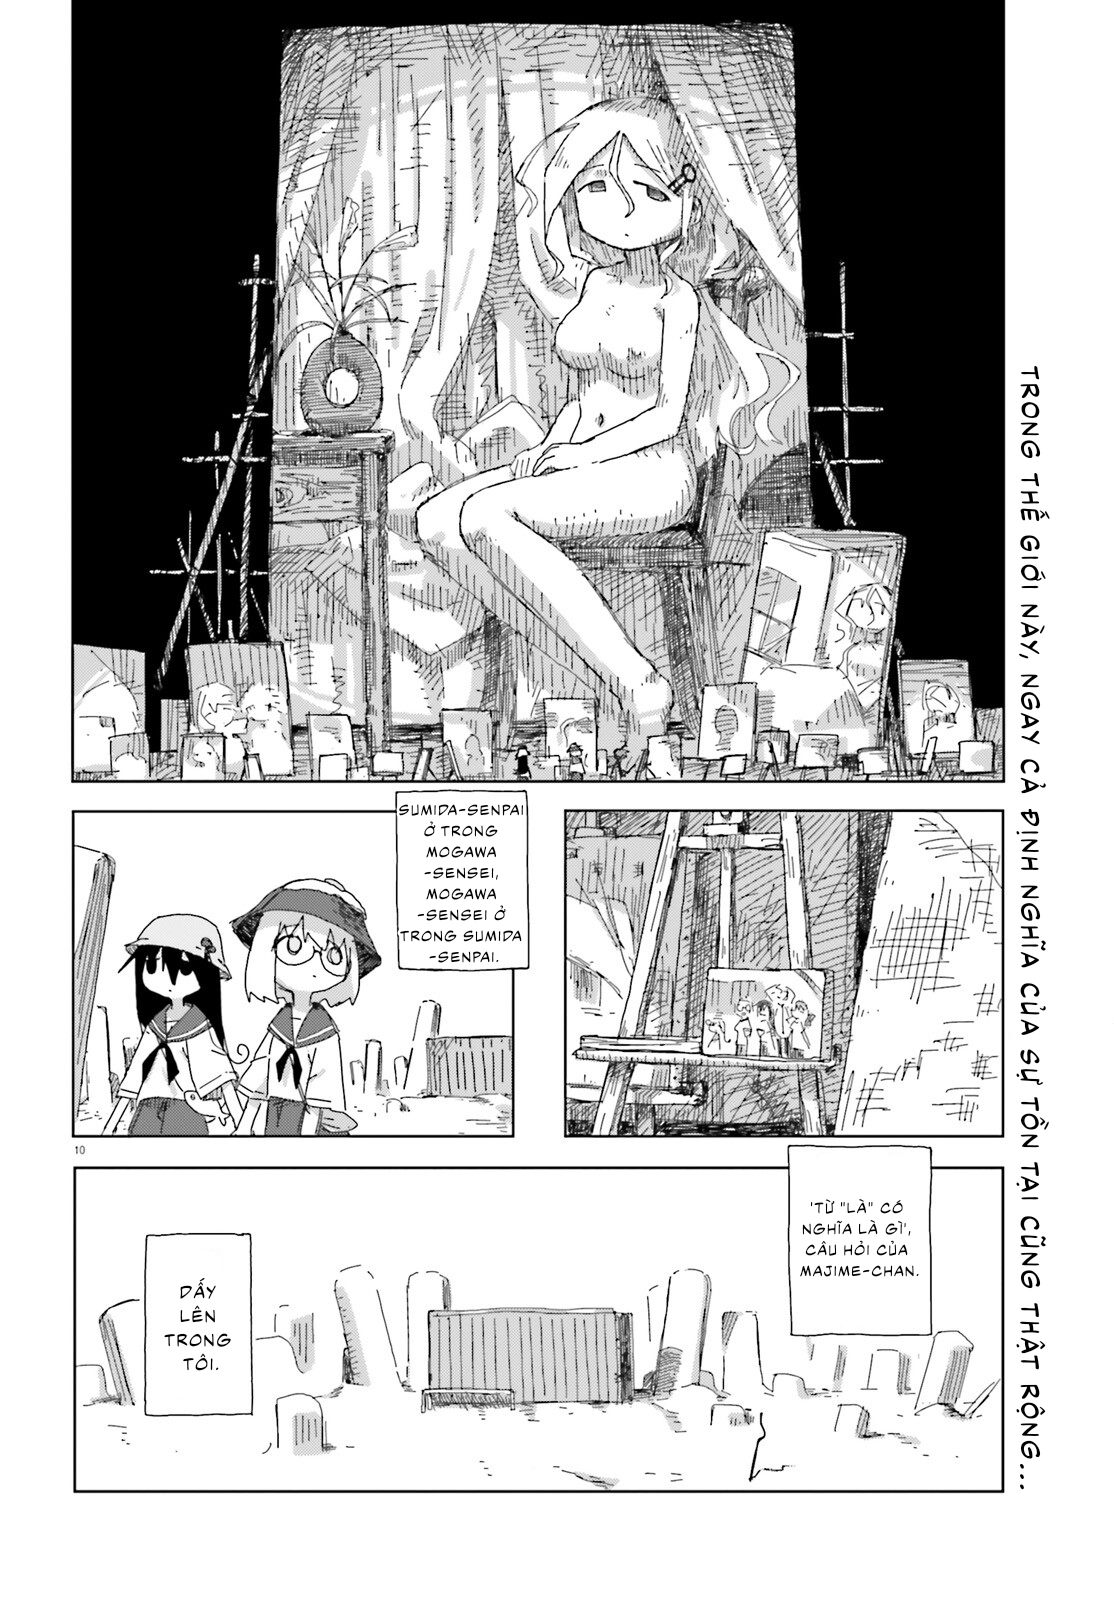 TRONG THẾ GIỚI NÀY, NGAY CẢ ĐỊNH NGHĨA CỦA SỰ TỒN TẠI CŨNG THẬT RỘNG...
SUMIDA-SENPAI
Ở TRONG
MOGAWA
-SENSEI,
MOGAWA
-SENSEI Ở
TRONG SUMIDA
-SENPAI.
10
'TỪ "LÀ" CÓ
NGHĨA LÀ GÌ',
CÂU HỎI CỦA
MAJIME-CHAN.
DẤY
LÊN
TRONG
TÔI.